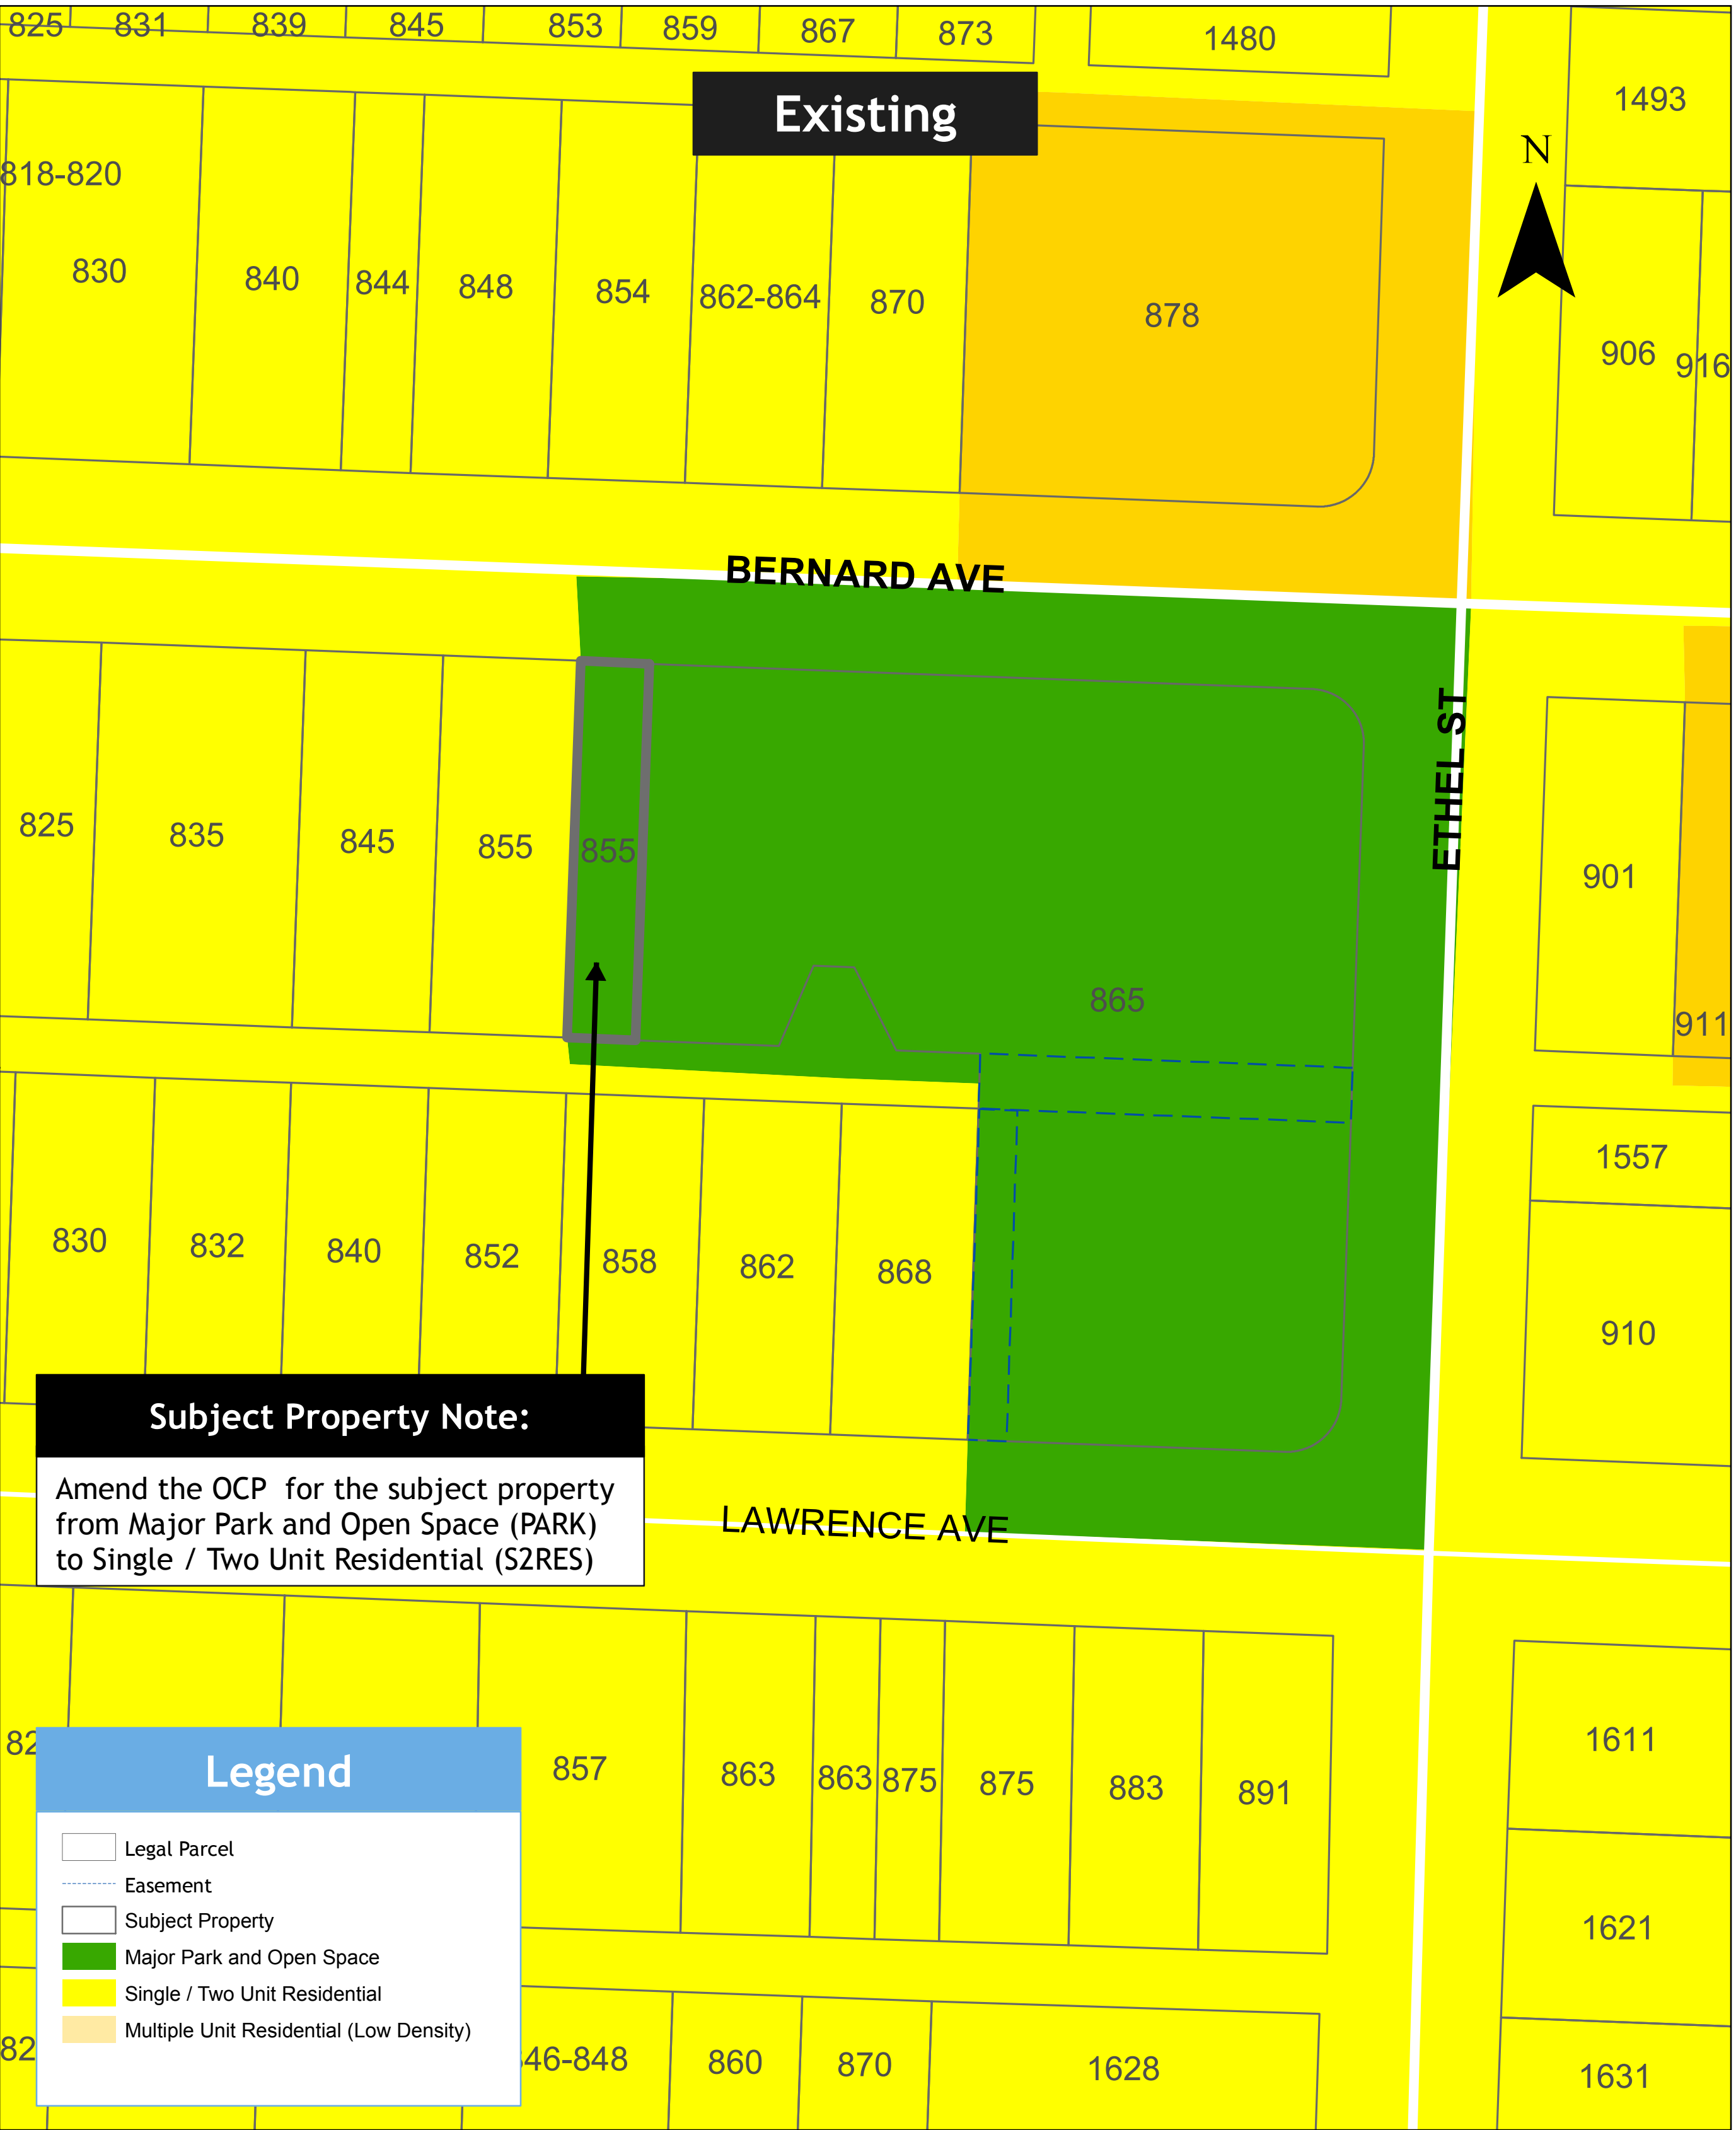 825 831 839 845 853 859 867 873 1480
Existing
1493
N
818-820
830 840 844 848 854 862-864 870 878 906 916
BERNARD AVE
ETHEL ST
825 835 845 855 855 901
865 911
1557
830 832 840 852 858 862 868 910
Subject Property Note:
Amend the OCP for the subject property
from Major Park and Open Space (PARK)
to Single / Two Unit Residential (S2RES)
LAWRENCE AVE
857 863 863 875 875 883 891 1611
Legend
Legal Parcel
Easement
Subject Property
Major Park and Open Space
Single / Two Unit Residential
Multiple Unit Residential (Low Density)
1621
46-848 860 870 1628 1631